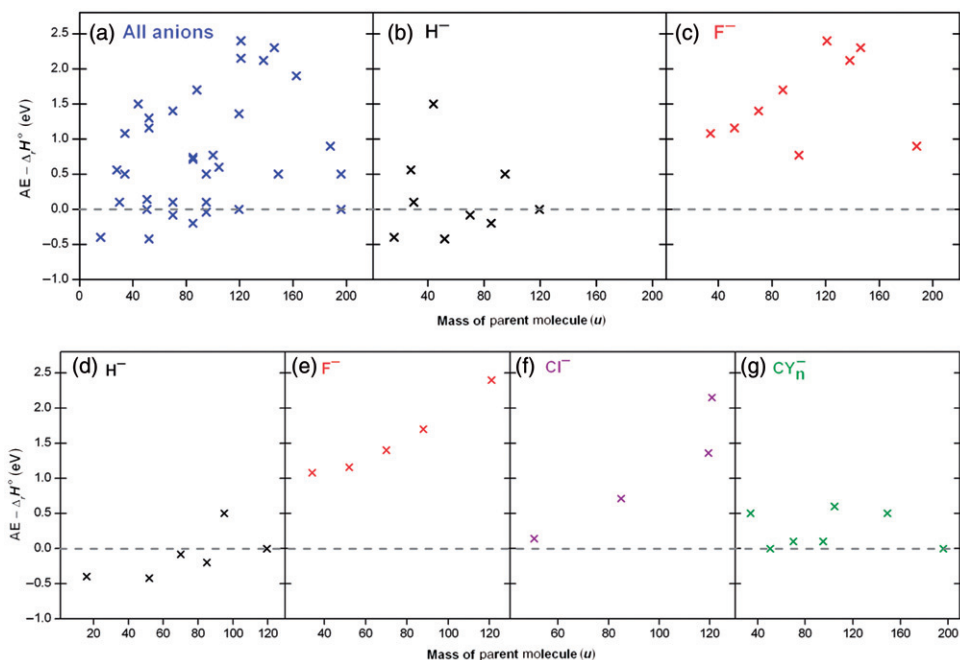 (a) All anions
(b) H⁻
(c) F⁻
AE – ΔᵣH° (eV)
2.5
2.0
1.5
1.0
0.5
0.0
−0.5
−1.0
0 40 80 120 160 200
40 80 120 160 200
40 80 120 160 200
Mass of parent molecule (u)
(d) H⁻
(e) F⁻
(f) Cl⁻
(g) CYₙ⁻
AE – ΔᵣH° (eV)
2.5
2.0
1.5
1.0
0.5
0.0
−0.5
−1.0
20 40 60 80 100 120
40 60 80 100 120
60 80 100 120
40 80 120 160 200
Mass of parent molecule (u)